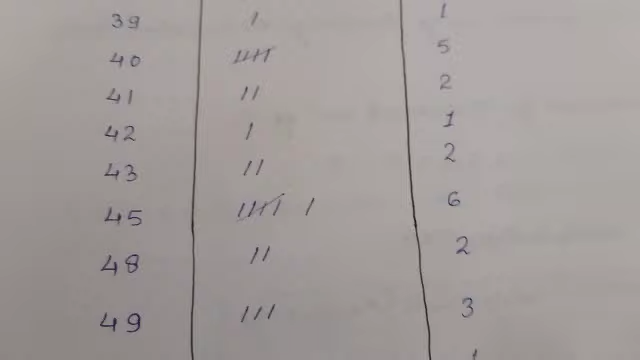 39 | 1
40 𝍸 5
41 || 2
42 | 1
43 || 2
45 𝍸 | 6
48 || 2
49 ||| 3